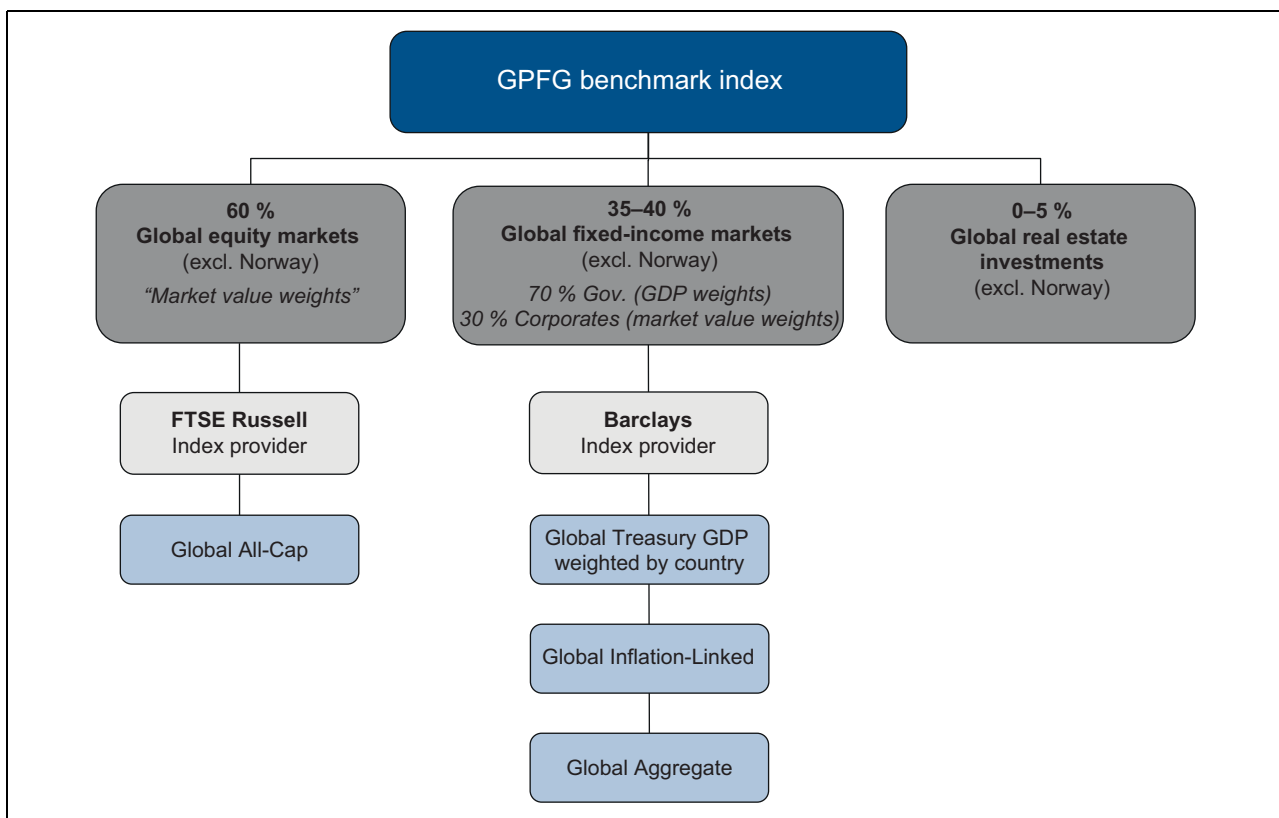 GPFG benchmark index
60 %
Global equity markets
(excl. Norway)
“Market value weights”
35–40 %
Global fixed-income markets
(excl. Norway)
70 % Gov. (GDP weights)
30 % Corporates (market value weights)
0–5 %
Global real estate
investments
(excl. Norway)
FTSE Russell
Index provider
Barclays
Index provider
Global All-Cap
Global Treasury GDP
weighted by country
Global Inflation-Linked
Global Aggregate